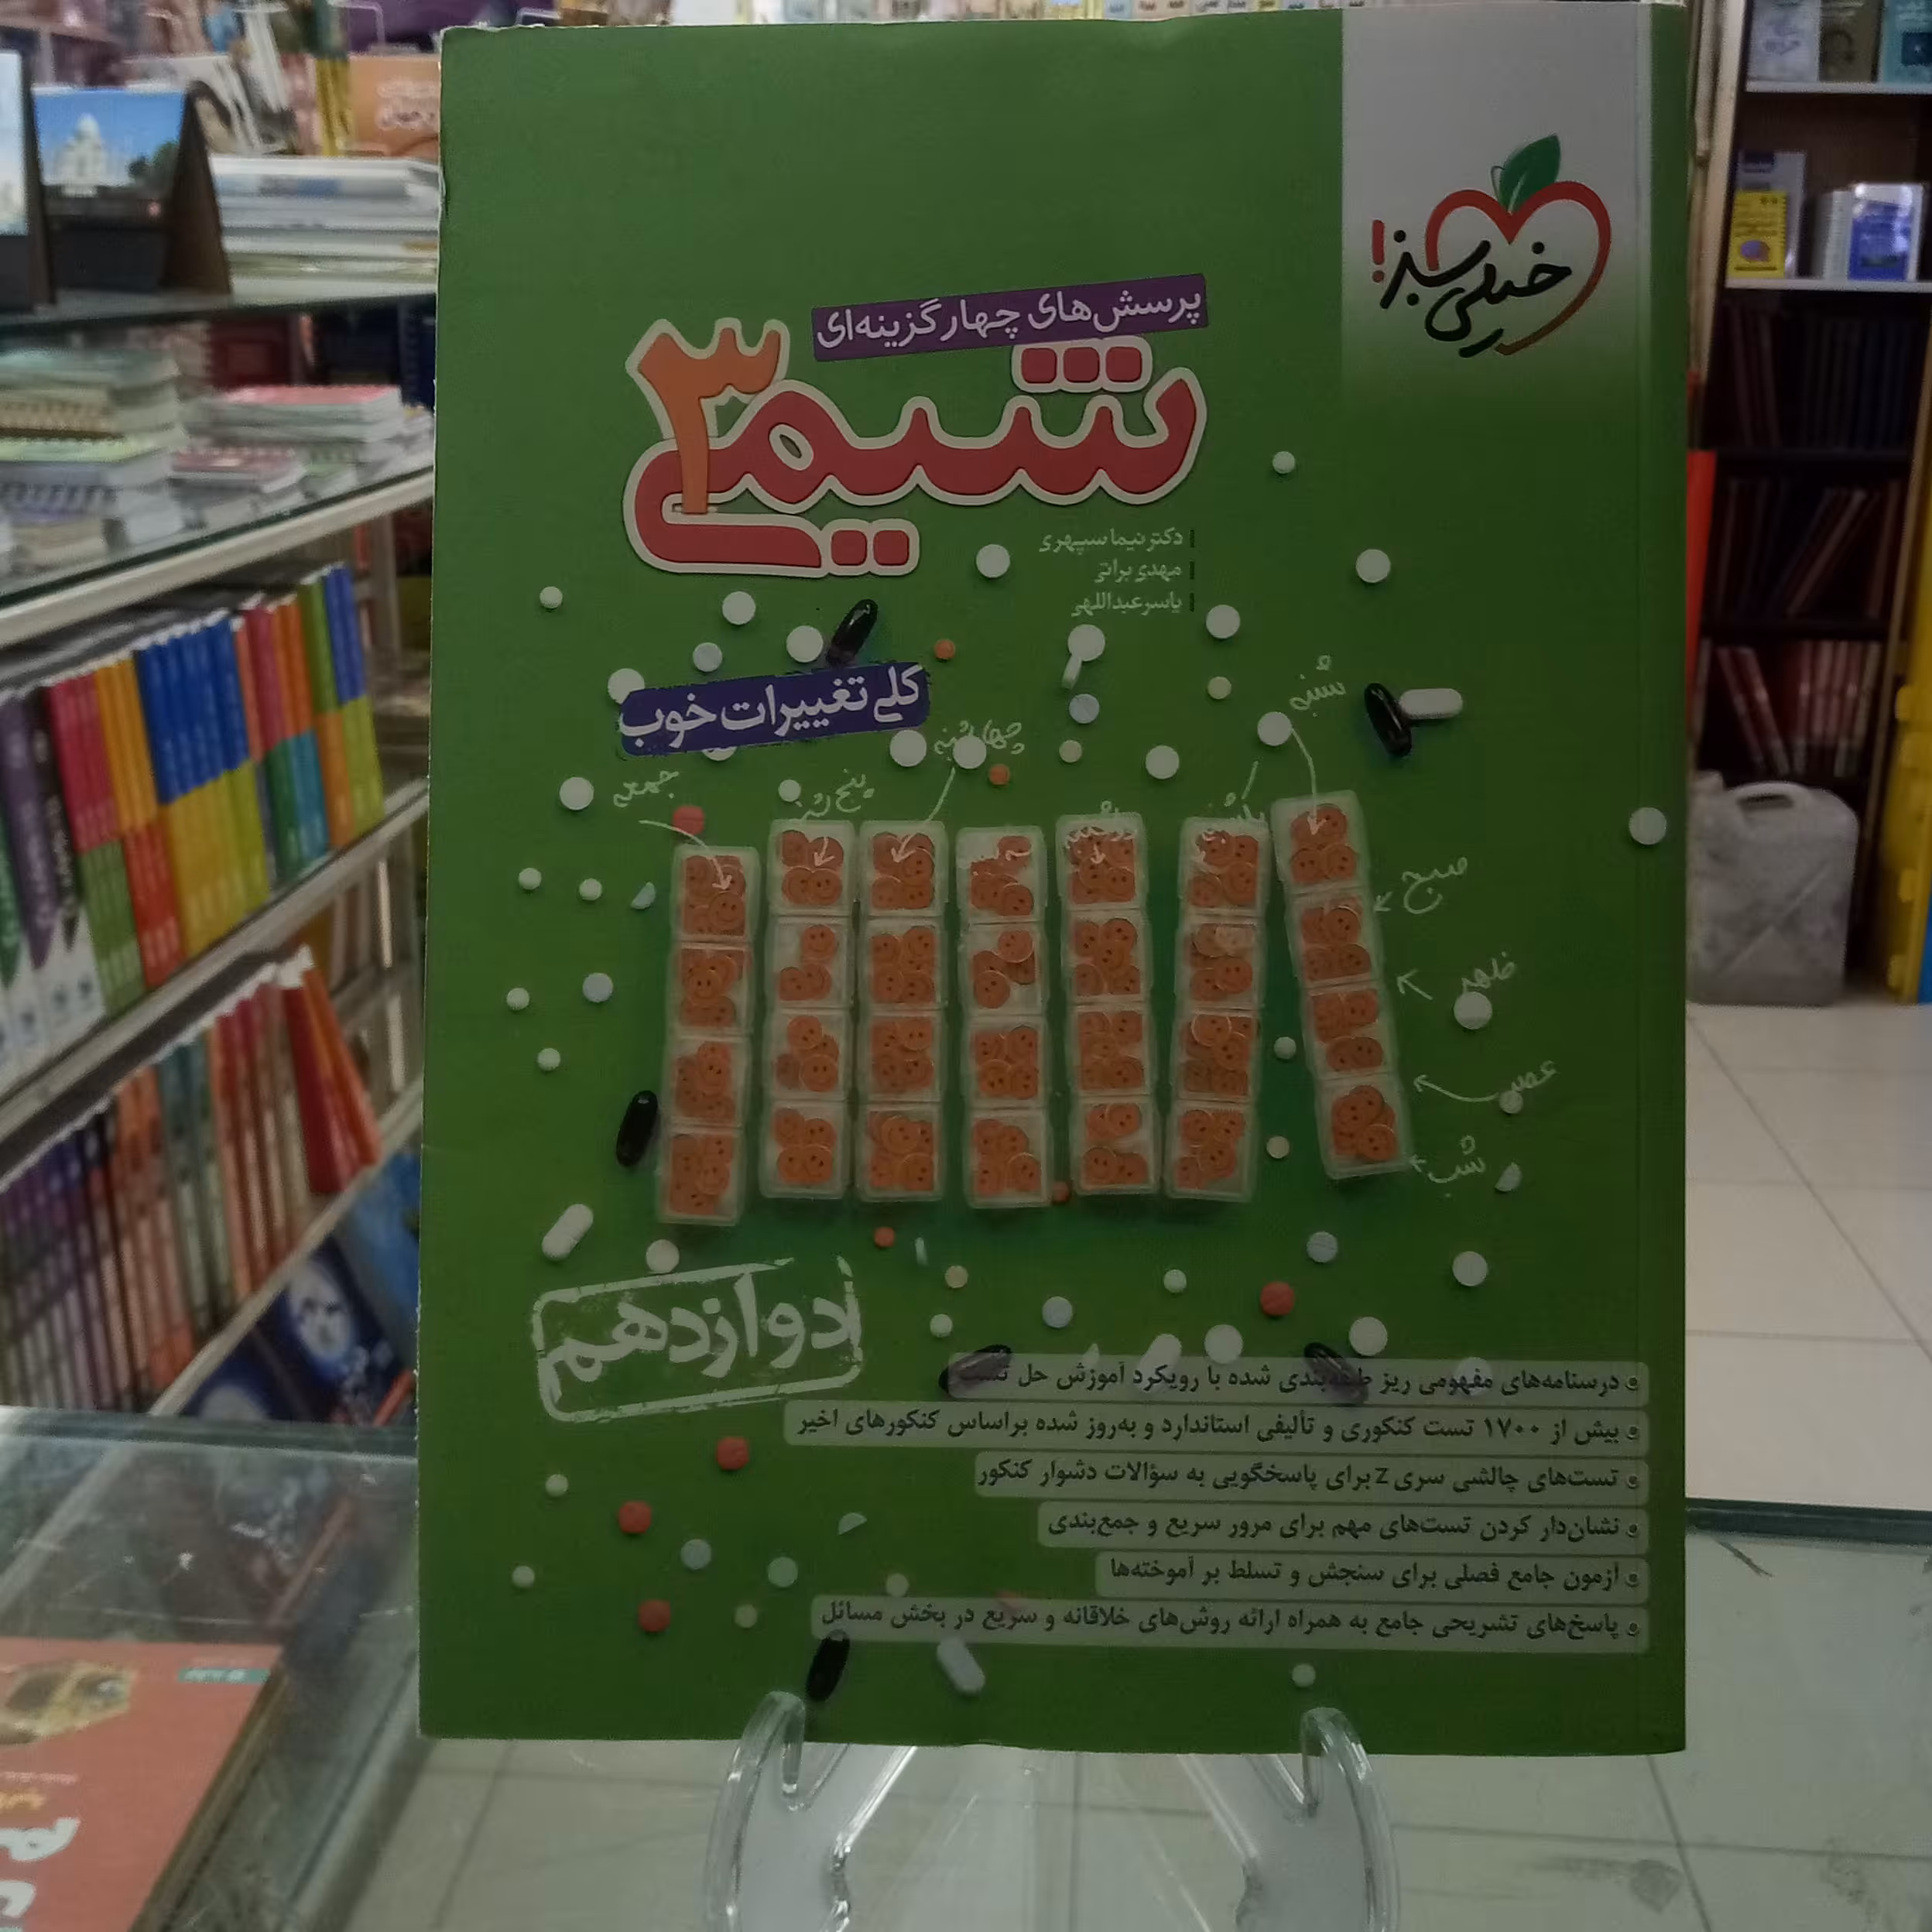 خیلی سبز!
پرسش‌های چهارگزینه‌ای
شیمی ۳
دکتر نیما سپهری
مهدی براتی
یاسر عبداللهی
کلی تغییرات خوب
شنبه
چهارشنبه
پنج‌شنبه
جمعه
صبح
ظهر
عصر
شب
دوازدهم
درسنامه‌های مفهومی ریز طبقه‌بندی شده با رویکرد آموزش حل تست
بیش از ۱۷۰۰ تست کنکوری و تألیفی استاندارد و به‌روز شده براساس کنکورهای اخیر
تست‌های چالشی سری Z برای پاسخگویی به سؤالات دشوار کنکور
نشان‌دار کردن تست‌های مهم برای مرور سریع و جمع‌بندی
آزمون جامع فصلی برای سنجش و تسلط بر آموخته‌ها
پاسخ‌های تشریحی جامع به همراه ارائه روش‌های خلاقانه و سریع در بخش مسائل